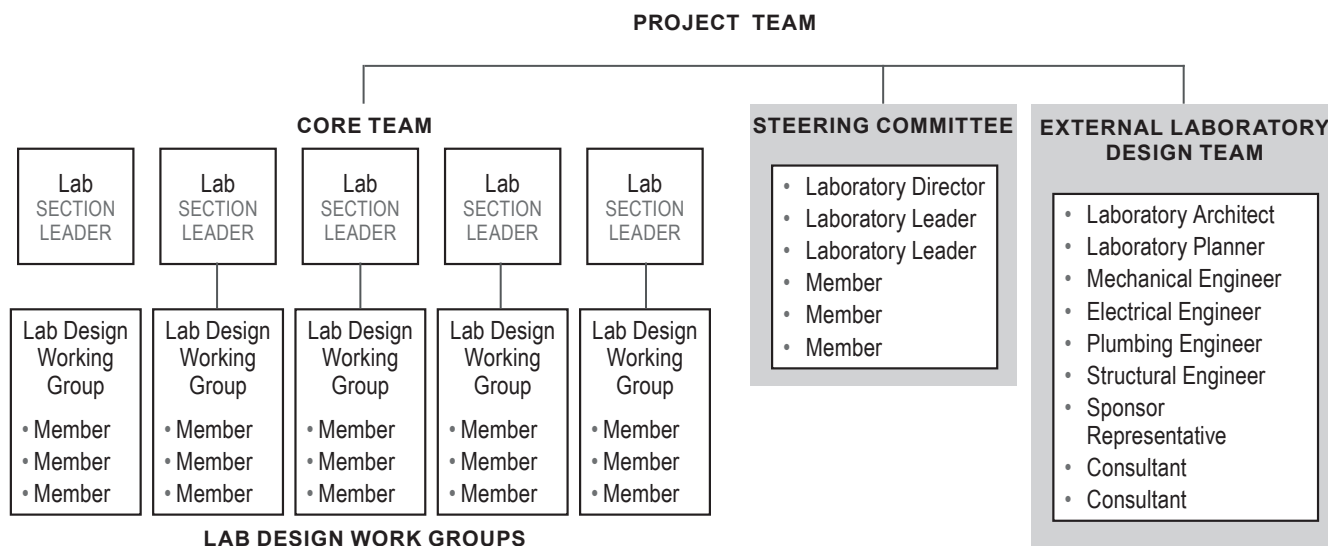 PROJECT TEAM
CORE TEAM
Lab
SECTION
LEADER
Lab
SECTION
LEADER
Lab
SECTION
LEADER
Lab
SECTION
LEADER
Lab
SECTION
LEADER
Lab Design
Working
Group
• Member
• Member
• Member
Lab Design
Working
Group
• Member
• Member
• Member
Lab Design
Working
Group
• Member
• Member
• Member
Lab Design
Working
Group
• Member
• Member
• Member
Lab Design
Working
Group
• Member
• Member
• Member
LAB DESIGN WORK GROUPS
STEERING COMMITTEE
• Laboratory Director
• Laboratory Leader
• Laboratory Leader
• Member
• Member
• Member
EXTERNAL LABORATORY
DESIGN TEAM
• Laboratory Architect
• Laboratory Planner
• Mechanical Engineer
• Electrical Engineer
• Plumbing Engineer
• Structural Engineer
• Sponsor
Representative
• Consultant
• Consultant